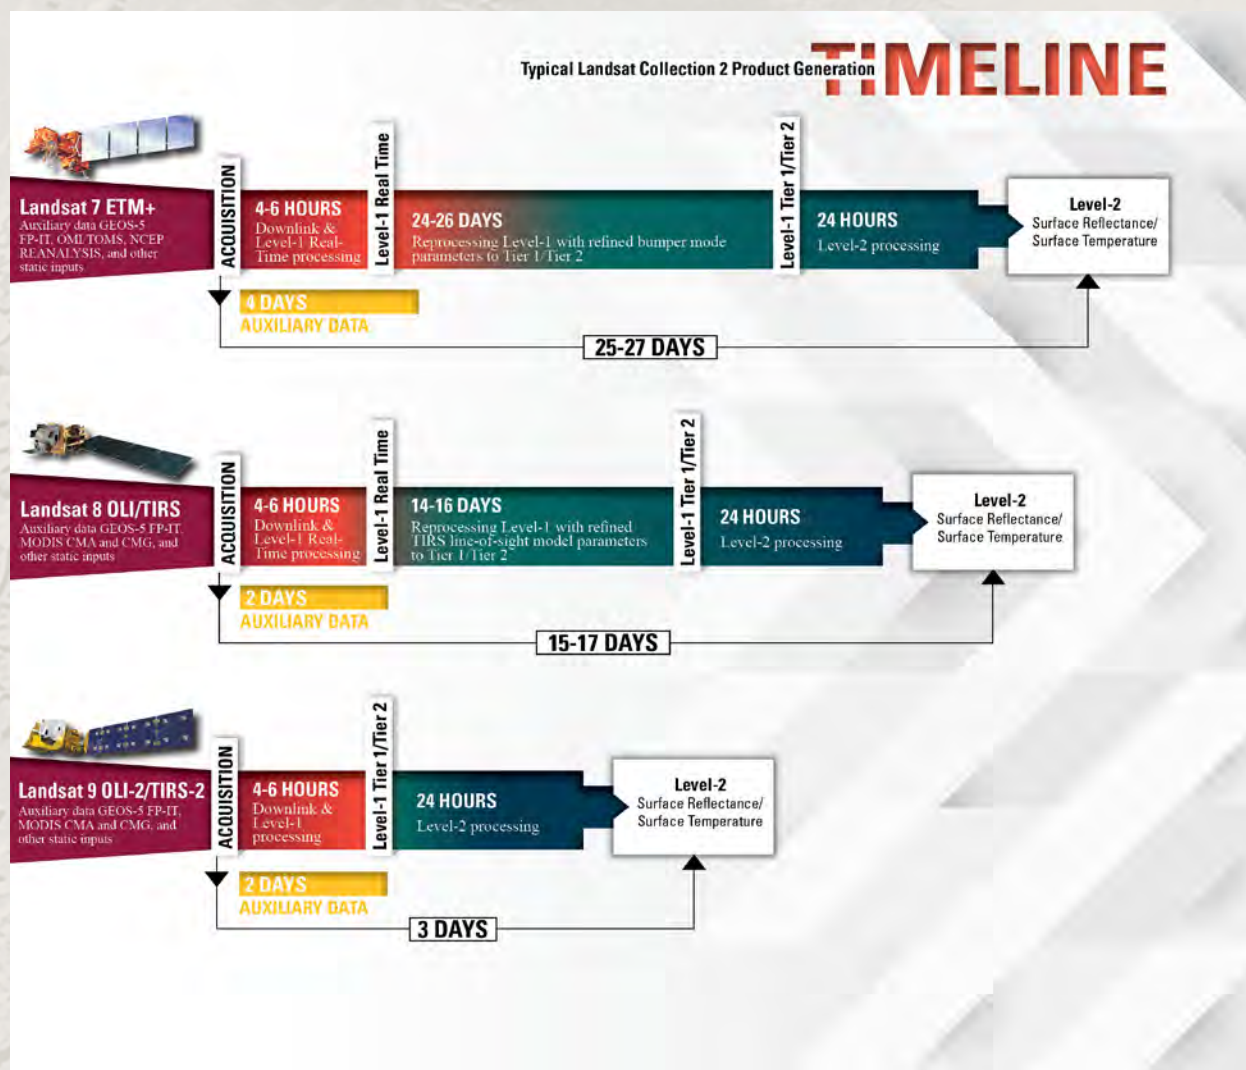 Typical Landsat Collection 2 Product Generation TIMELINE
Landsat 7 ETM+
Auxiliary data GEOS-5
FP-IT, OMI/TOMS, NCEP
REANALYSIS, and other
static inputs
ACQUISITION
4-6 HOURS
Downlink &
Level-1 Real-
Time processing
Level-1 Real Time
24-26 DAYS
Reprocessing Level-1 with refined bumper mode
parameters to Tier 1/Tier 2
Level-1 Tier 1/Tier 2
24 HOURS
Level-2 processing
Level-2
Surface Reflectance/
Surface Temperature
4 DAYS
AUXILIARY DATA
25-27 DAYS
Landsat 8 OLI/TIRS
Auxiliary data GEOS-5 FP-IT,
MODIS CMA and CMG, and
other static inputs
ACQUISITION
4-6 HOURS
Downlink &
Level-1 Real-
Time processing
Level-1 Real Time
14-16 DAYS
Reprocessing Level-1 with refined
TIRS line-of-sight model parameters
to Tier 1/Tier 2
Level-1 Tier 1/Tier 2
24 HOURS
Level-2 processing
Level-2
Surface Reflectance/
Surface Temperature
2 DAYS
AUXILIARY DATA
15-17 DAYS
Landsat 9 OLI-2/TIRS-2
Auxiliary data GEOS-5 FP-IT,
MODIS CMA and CMG, and
other static inputs
ACQUISITION
4-6 HOURS
Downlink &
Level-1
processing
Level-1 Tier 1/Tier 2
24 HOURS
Level-2 processing
Level-2
Surface Reflectance/
Surface Temperature
2 DAYS
AUXILIARY DATA
3 DAYS